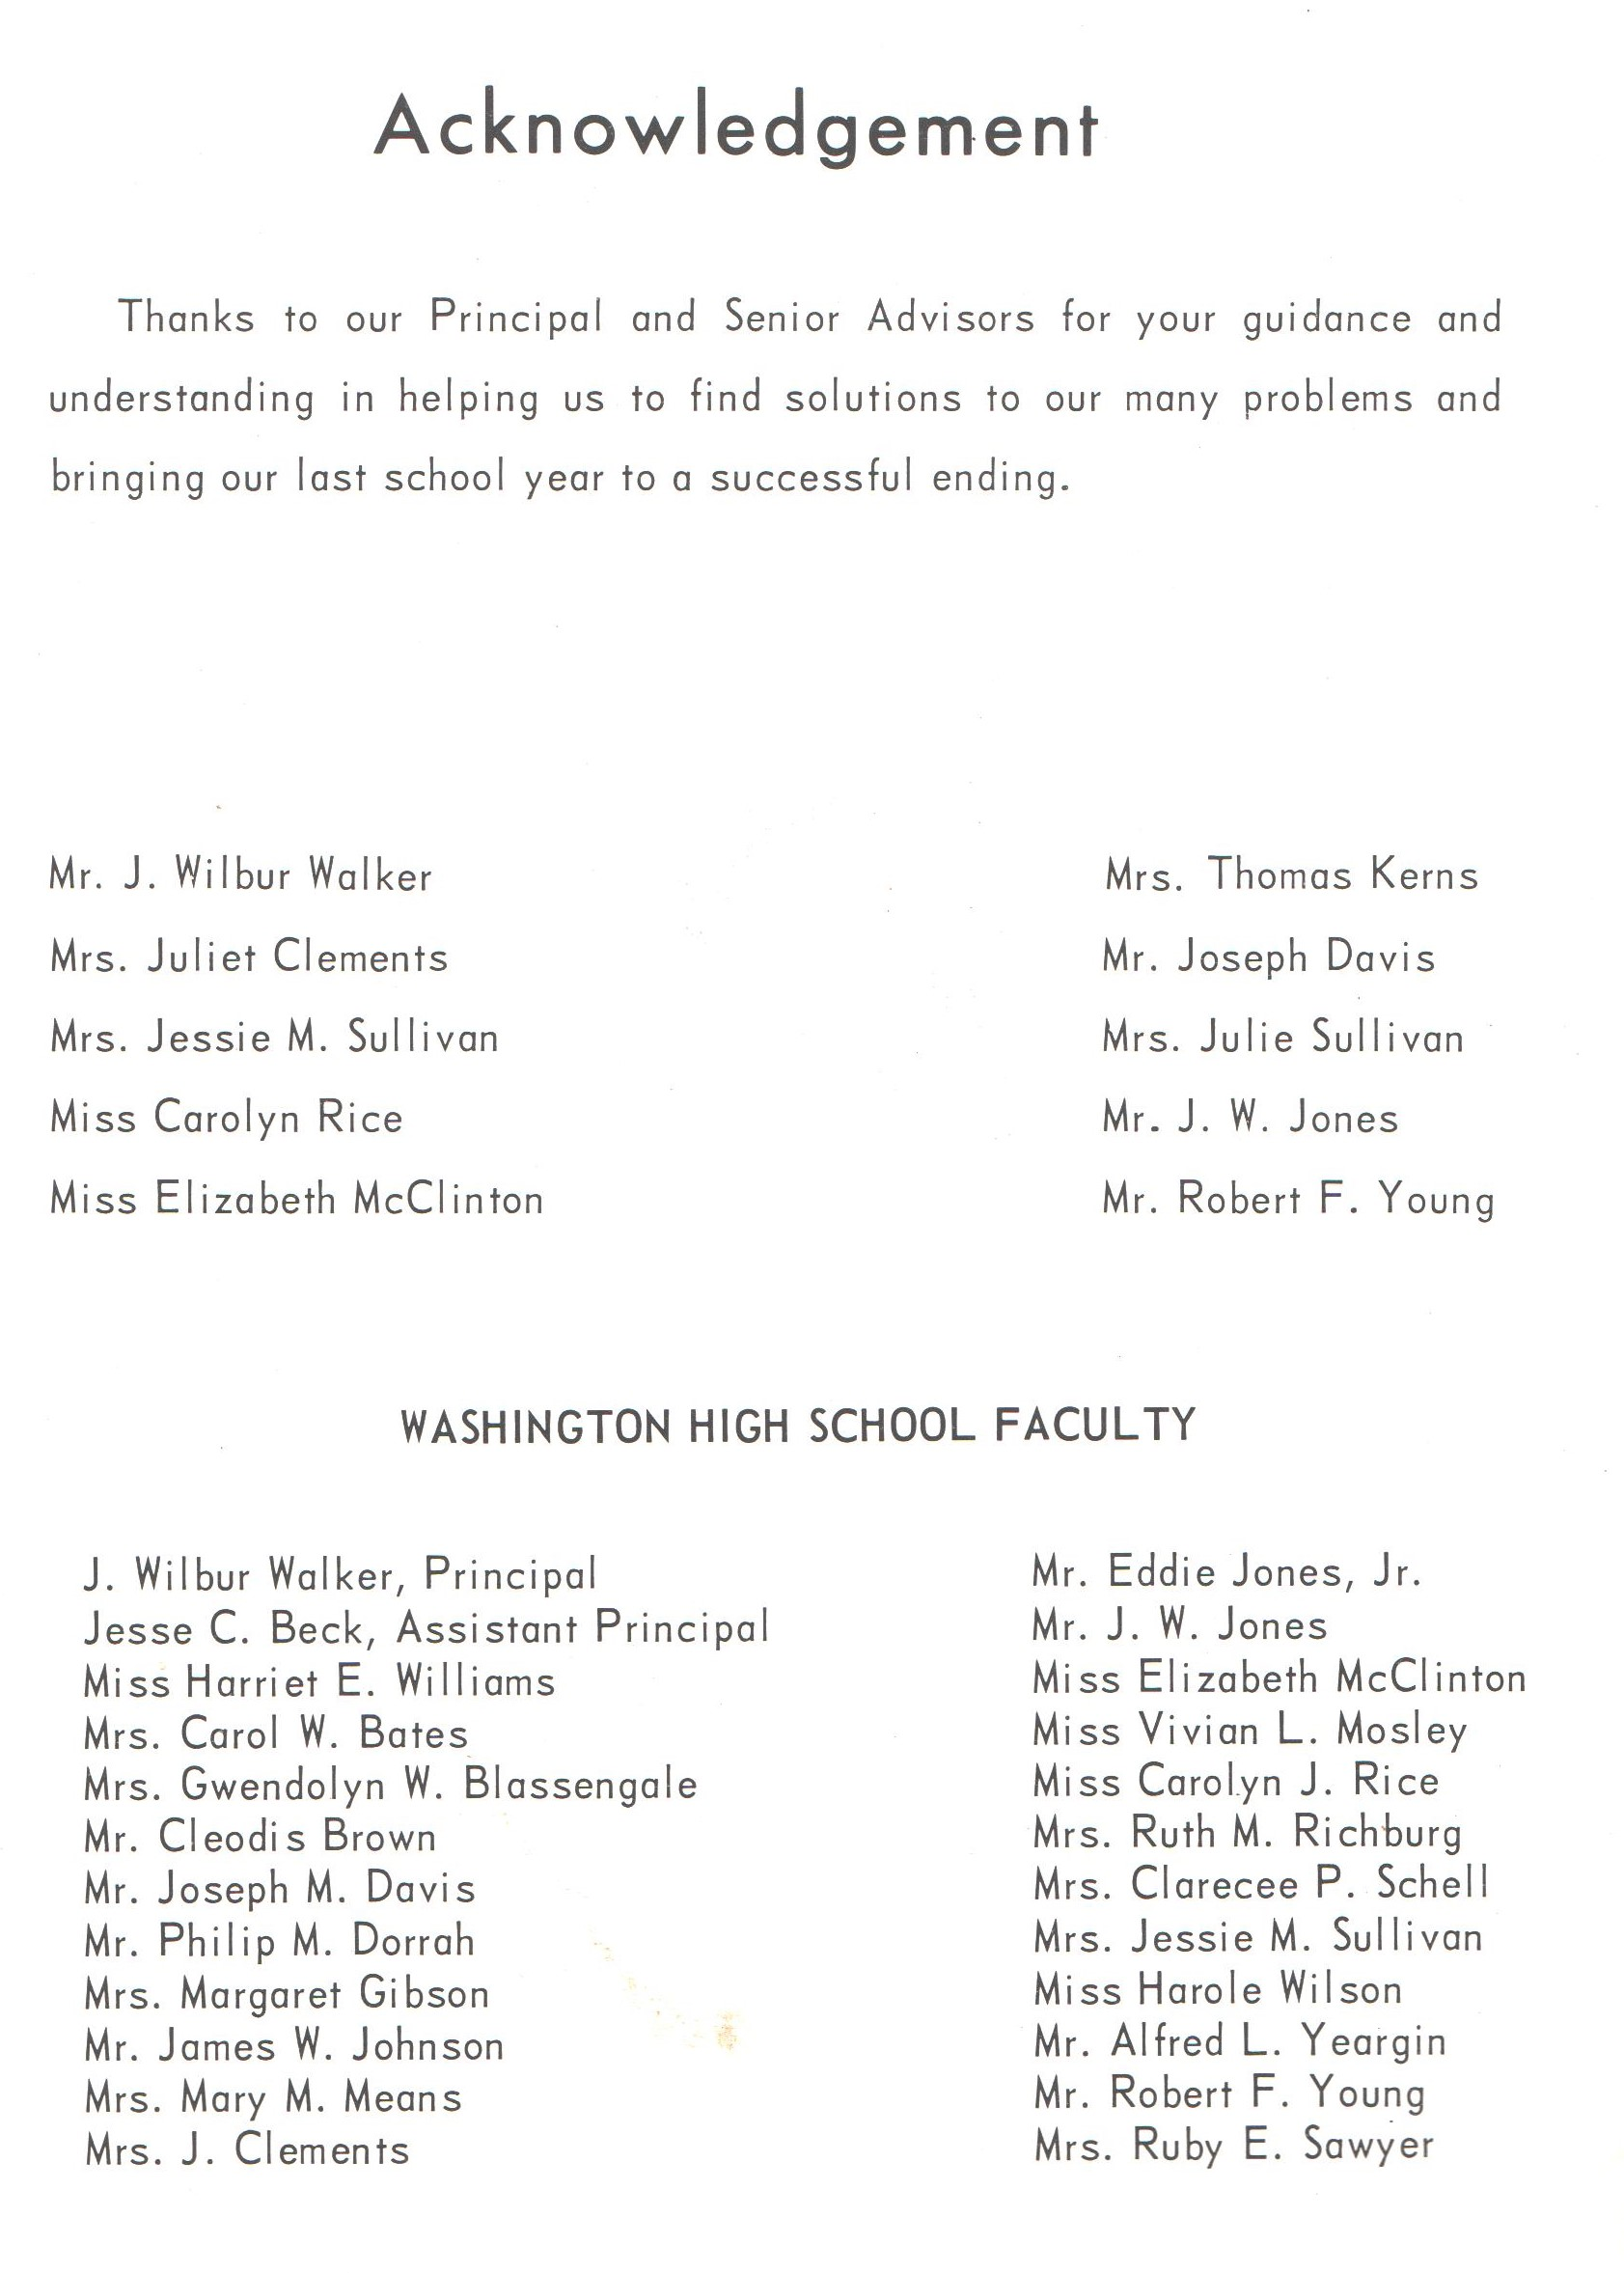 Acknowledgement
Thanks to our Principal and Senior Advisors for your guidance and
understanding in helping us to find solutions to our many problems and
bringing our last school year to a successful ending.
Mr. J. Wilbur Walker
Mrs. Juliet Clements
Mrs. Jessie M. Sullivan
Miss Carolyn Rice
Miss Elizabeth McClinton
Mrs. Thomas Kerns
Mr. Joseph Davis
Mrs. Julie Sullivan
Mr. J. W. Jones
Mr. Robert F. Young
WASHINGTON HIGH SCHOOL FACULTY
J. Wilbur Walker, Principal
Jesse C. Beck, Assistant Principal
Miss Harriet E. Williams
Mrs. Carol W. Bates
Mrs. Gwendolyn W. Blassengale
Mr. Cleodis Brown
Mr. Joseph M. Davis
Mr. Philip M. Dorrah
Mrs. Margaret Gibson
Mr. James W. Johnson
Mrs. Mary M. Means
Mrs. J. Clements
Mr. Eddie Jones, Jr.
Mr. J. W. Jones
Miss Elizabeth McClinton
Miss Vivian L. Mosley
Miss Carolyn J. Rice
Mrs. Ruth M. Richburg
Mrs. Clarecee P. Schell
Mrs. Jessie M. Sullivan
Miss Harole Wilson
Mr. Alfred L. Yeargin
Mr. Robert F. Young
Mrs. Ruby E. Sawyer